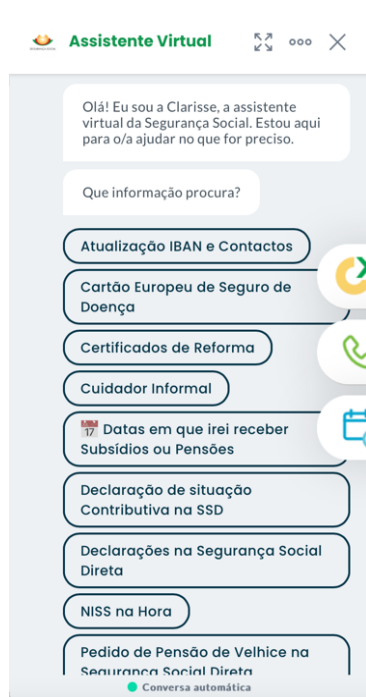 Assistente Virtual
Olá! Eu sou a Clarisse, a assistente
virtual da Segurança Social. Estou aqui
para o/a ajudar no que for preciso.
Que informação procura?
Atualização IBAN e Contactos
Cartão Europeu de Seguro de
Doença
Certificados de Reforma
Cuidador Informal
📅 Datas em que irei receber
Subsídios ou Pensões
Declaração de situação
Contributiva na SSD
Declarações na Segurança Social
Direta
NISS na Hora
Pedido de Pensão de Velhice na
Segurança Social Direta
Conversa automática